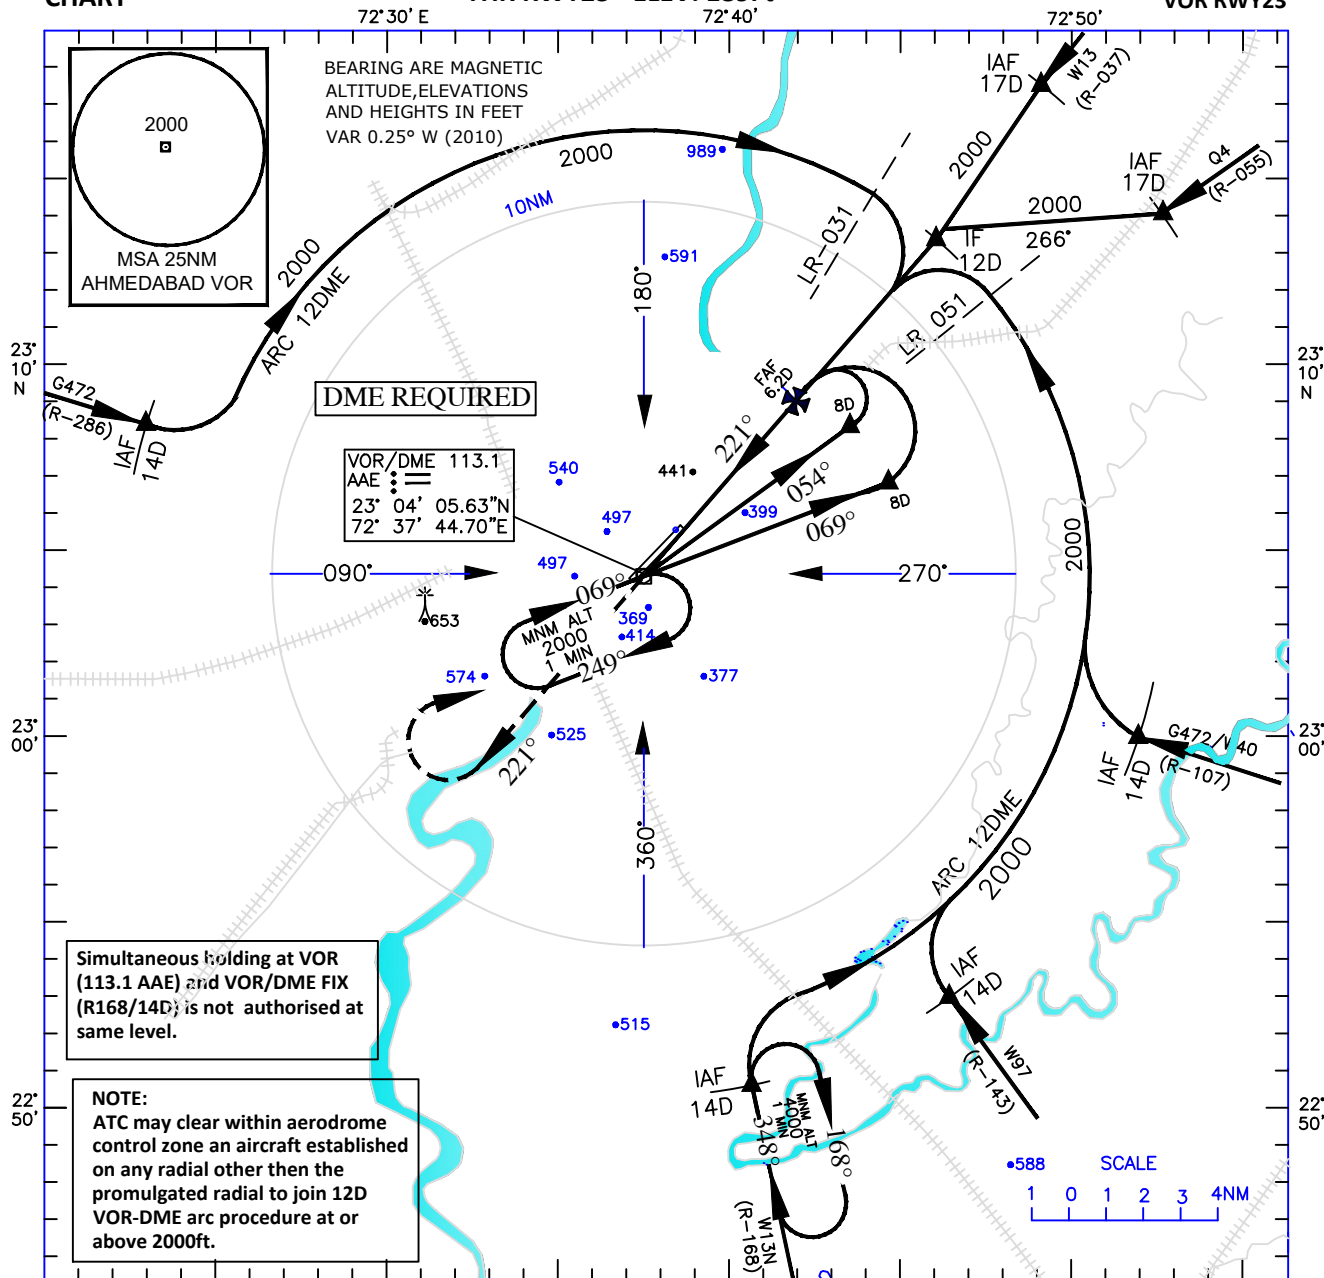 CHART
VOR RWY23
72°30' E
72°40'
72°50'
2000
MSA 25NM
AHMEDABAD VOR
BEARING ARE MAGNETIC
ALTITUDE,ELEVATIONS
AND HEIGHTS IN FEET
VAR 0.25° W (2010)
2000
989
10NM
591
180°
LR-031
IAF
17D
W13
(R-037)
2000
IAF
17D
Q4
(R-055)
2000
266°
IF
12D
LR 051
2000
ARC 12DME
23°
10'
N
23°
10'
N
G472
(R-286)
IAF
14D
DME REQUIRED
FAF
6.2D
221°
8D
054°
8D
069°
VOR/DME 113.1
AAE
23° 04' 05.63"N
72° 37' 44.70"E
540
441
497
399
497
090°
270°
2000
653
069°
MNM ALT
2000
1 MIN
249°
369
414
574
377
525
221°
360°
23°
00'
23°
00'
G472/V40
(R-107)
IAF
14D
ARC 12DME
2000
Simultaneous holding at VOR
(113.1 AAE) and VOR/DME FIX
(R168/14D) is not authorised at
same level.
515
IAF
14D
W97
(R-143)
IAF
14D
MNM ALT
4000
1 MIN
348°
168°
W13N
(R-168)
22°
50'
22°
50'
NOTE:
ATC may clear within aerodrome
control zone an aircraft established
on any radial other then the
promulgated radial to join 12D
VOR-DME arc procedure at or
above 2000ft.
588
SCALE
1 0 1 2 3 4NM